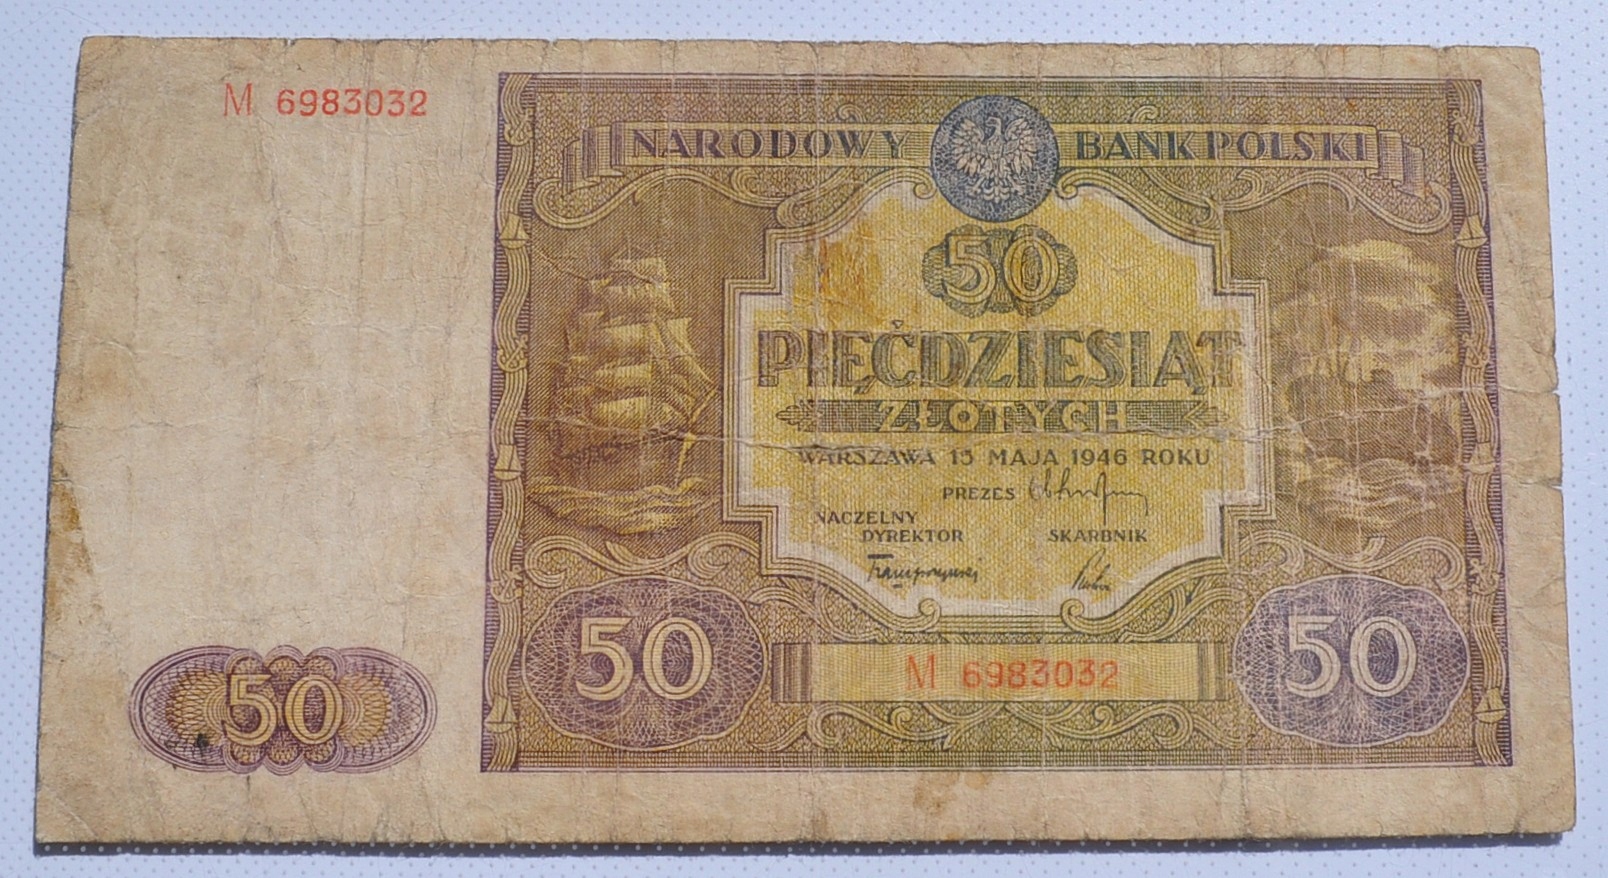 M 6983032
NARODOWY BANK POLSKI
50
PIĘĆDZIESIĄT
ZŁOTYCH
WARSZAWA 15 MAJA 1946 ROKU
PREZES
NACZELNY
DYREKTOR SKARBNIK
50 50 M 6983032 50